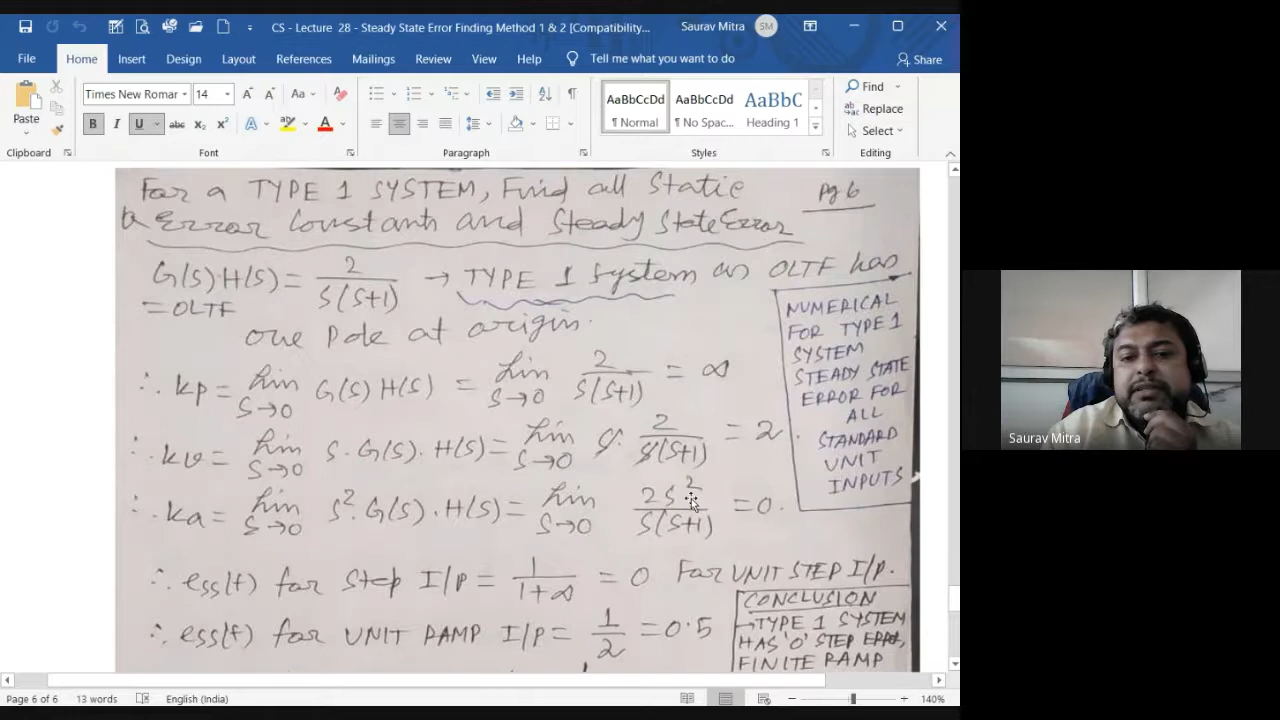 CS - Lecture 28 - Steady State Error Finding Method 1 & 2 [Compatibility...
Saurav Mitra
SM
File Home Insert Design Layout References Mailings Review View Help Tell me what you want to do Share
Paste
Times New Romar 14
Aa
B I U abc x₂ x²
A A
AaBbCcDd AaBbCcDd AaBbC
¶ Normal ¶ No Spac... Heading 1
Find
Replace
Select
Clipboard Font Paragraph Styles Editing
For a TYPE 1 SYSTEM, Find all Static
Error Constants and Steady State Error
Pg 6
G(s)·H(s) = 2/s(s+1) → TYPE 1 System as OLTF has
= OLTF
one Pole at origin.
NUMERICAL
FOR TYPE 1
SYSTEM
STEADY STATE
ERROR FOR
ALL
STANDARD
UNIT
INPUTS
∴ kp = lim s→0 G(s) H(s) = lim s→0 2/s(s+1) = ∞
∴ kv = lim s→0 s·G(s)·H(s) = lim s→0 s· 2/s(s+1) = 2.
∴ ka = lim s→0 s²·G(s)·H(s) = lim s→0 2s²/s(s+1) = 0.
∴ ess(t) for Step I/P = 1/1+∞ = 0 For UNIT STEP I/P.
∴ ess(t) for UNIT RAMP I/P = 1/2 = 0.5
CONCLUSION
→TYPE 1 SYSTEM
HAS 'O' STEP ERROR,
FINITE RAMP
Saurav Mitra
Page 6 of 6 13 words English (India) 140%